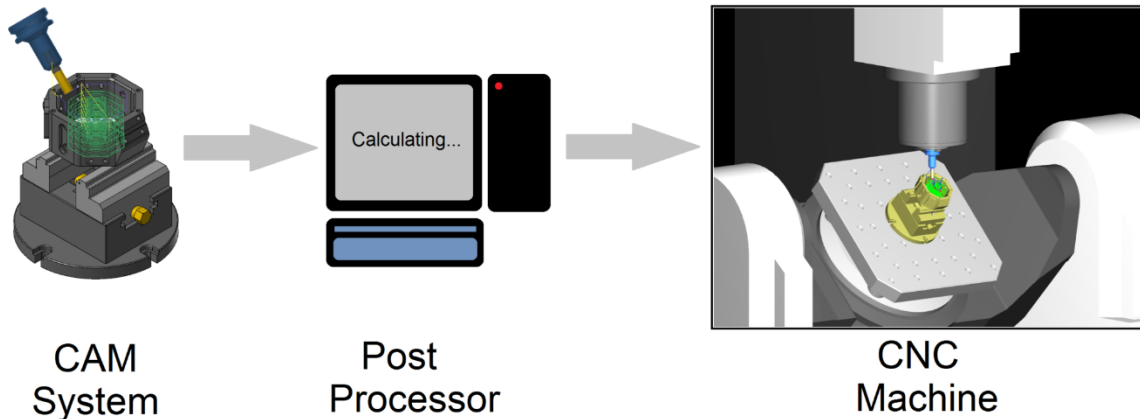 Calculating...
CAM
System
Post
Processor
CNC
Machine